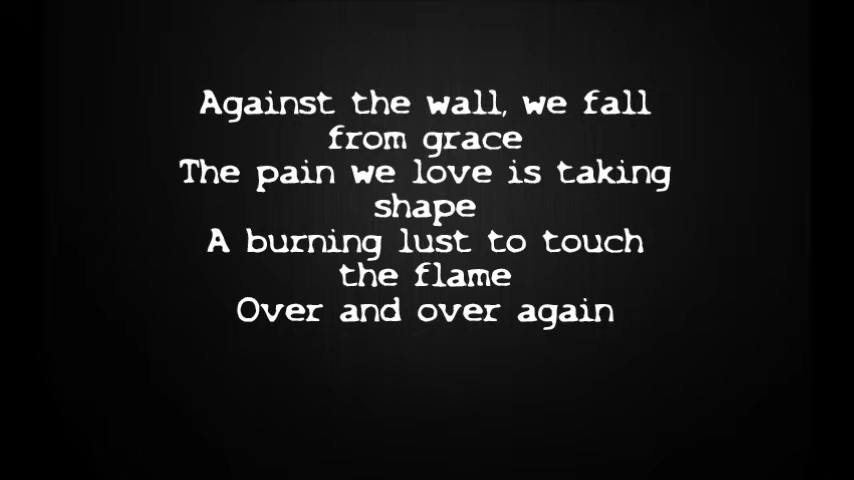 Against the wall, we fall
from grace
The pain we love is taking
shape
A burning lust to touch
the flame
Over and over again